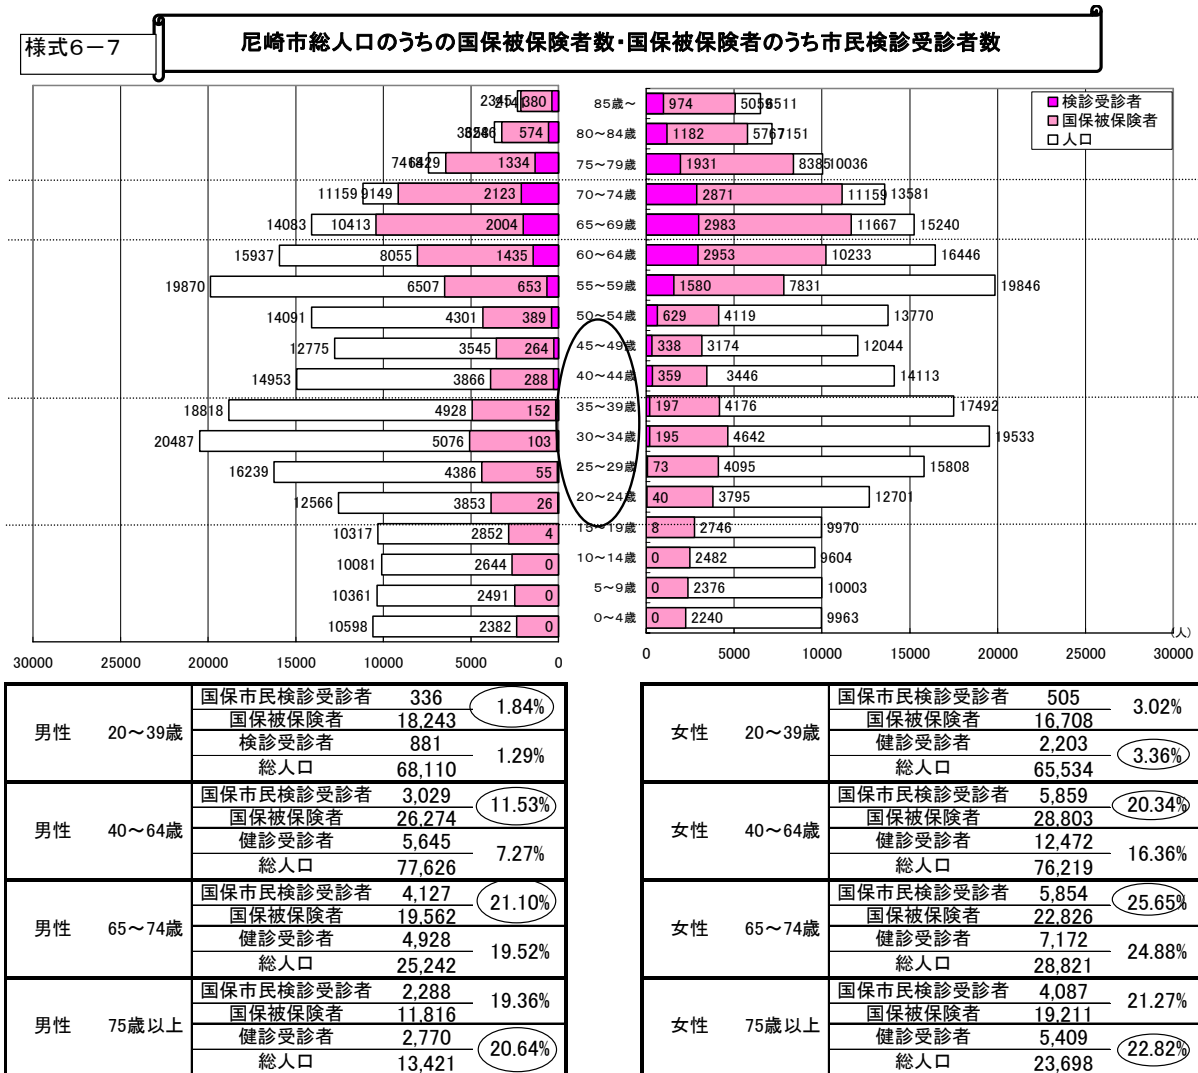 様式6－7
尼崎市総人口のうちの国保被保険者数・国保被保険者のうち市民検診受診者数
検診受診者
国保被保険者
人口
380 85歳～ 974 5059 6511
574 80～84歳 1182 5767 7151
1334 75～79歳 1931 8385 10036
11159 9149 2123 70～74歳 2871 11159 13581
14083 10413 2004 65～69歳 2983 11667 15240
15937 8055 1435 60～64歳 2953 10233 16446
19870 6507 653 55～59歳 1580 7831 19846
14091 4301 389 50～54歳 629 4119 13770
12775 3545 264 45～49歳 338 3174 12044
14953 3866 288 40～44歳 359 3446 14113
18818 4928 152 35～39歳 197 4176 17492
20487 5076 103 30～34歳 195 4642 19533
16239 4386 55 25～29歳 73 4095 15808
12566 3853 26 20～24歳 40 3795 12701
10317 2852 4 15～19歳 8 2746 9970
10081 2644 0 10～14歳 0 2482 9604
10361 2491 0 5～9歳 0 2376 10003
10598 2382 0 0～4歳 0 2240 9963
(人)
30000 25000 20000 15000 10000 5000 0 0 5000 10000 15000 20000 25000 30000
男性 20～39歳
国保市民検診受診者 336 1.84%
国保被保険者 18,243
検診受診者 881 1.29%
総人口 68,110
男性 40～64歳
国保市民検診受診者 3,029 11.53%
国保被保険者 26,274
健診受診者 5,645 7.27%
総人口 77,626
男性 65～74歳
国保市民検診受診者 4,127 21.10%
国保被保険者 19,562
健診受診者 4,928 19.52%
総人口 25,242
男性 75歳以上
国保市民検診受診者 2,288 19.36%
国保被保険者 11,816
健診受診者 2,770 20.64%
総人口 13,421
女性 20～39歳
国保市民検診受診者 505 3.02%
国保被保険者 16,708
健診受診者 2,203 3.36%
総人口 65,534
女性 40～64歳
国保市民検診受診者 5,859 20.34%
国保被保険者 28,803
健診受診者 12,472 16.36%
総人口 76,219
女性 65～74歳
国保市民検診受診者 5,854 25.65%
国保被保険者 22,826
健診受診者 7,172 24.88%
総人口 28,821
女性 75歳以上
国保市民検診受診者 4,087 21.27%
国保被保険者 19,211
健診受診者 5,409 22.82%
総人口 23,698